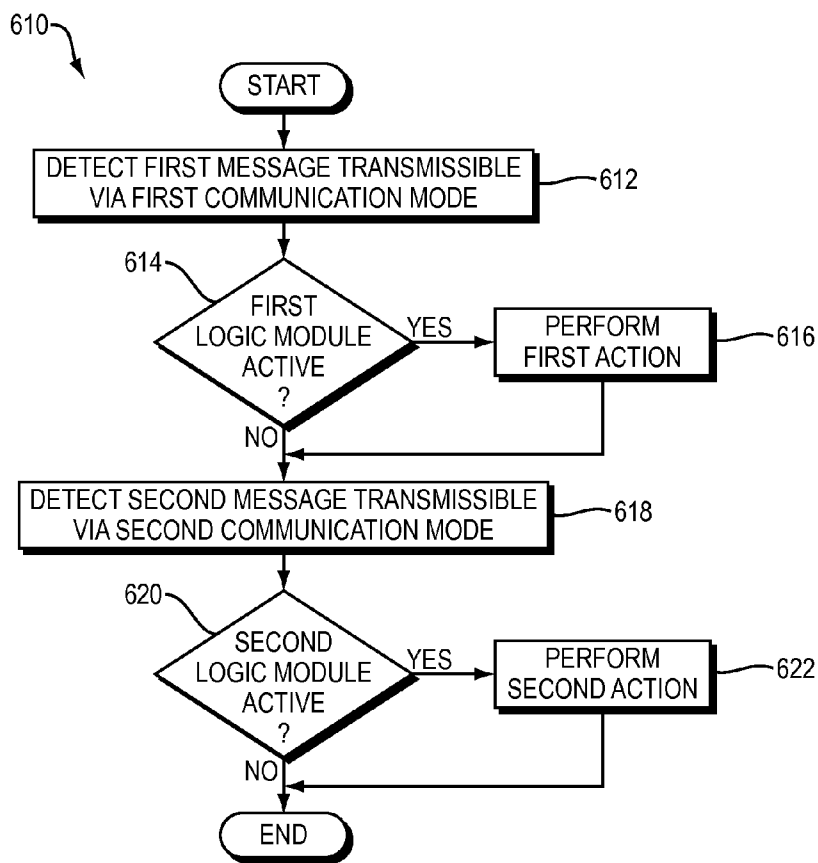 610
START
DETECT FIRST MESSAGE TRANSMISSIBLE
VIA FIRST COMMUNICATION MODE
612
614
FIRST
LOGIC MODULE
ACTIVE
?
YES
PERFORM
FIRST ACTION
616
NO
DETECT SECOND MESSAGE TRANSMISSIBLE
VIA SECOND COMMUNICATION MODE
618
620
SECOND
LOGIC MODULE
ACTIVE
?
YES
PERFORM
SECOND ACTION
622
NO
END